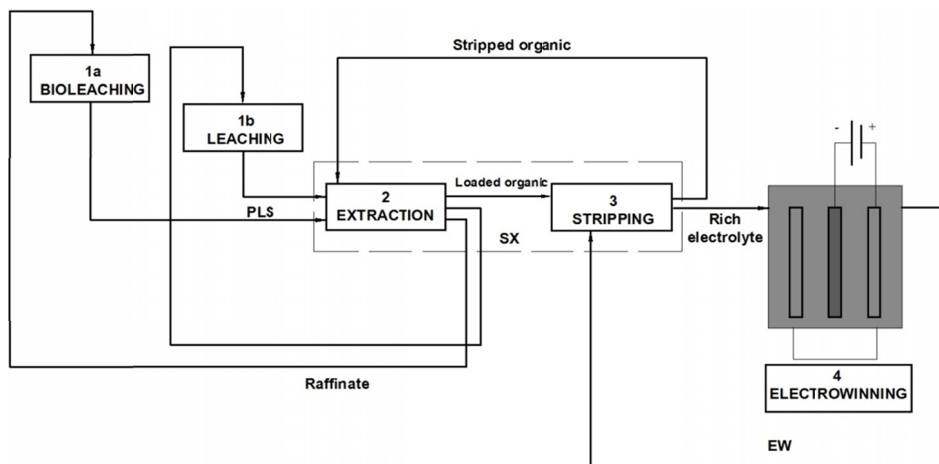 Stripped organic
1a
BIOLEACHING
1b
LEACHING
- +
Loaded organic
2
EXTRACTION
3
STRIPPING
PLS
SX
Rich
electrolyte
Raffinate
4
ELECTROWINNING
EW